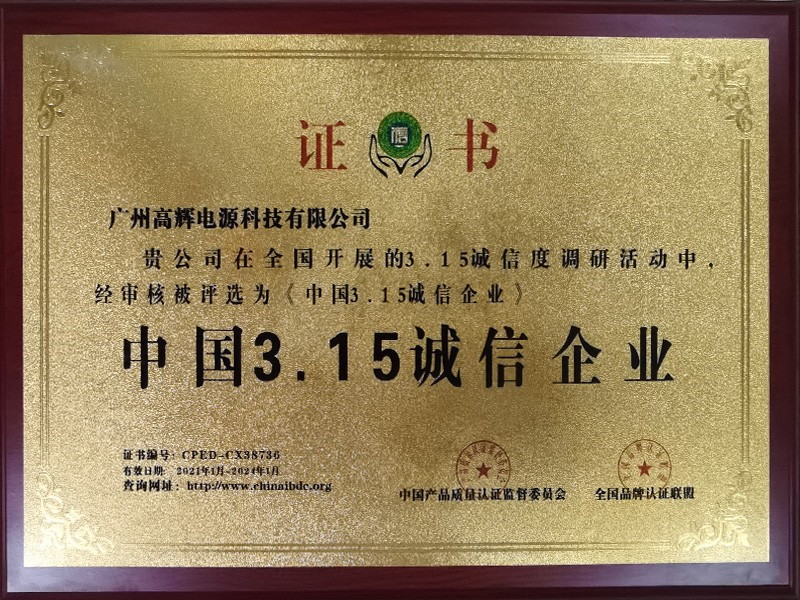 证 信 书
广州高辉电源科技有限公司
贵公司在全国开展的3.15诚信度调研活动中,
经审核被评选为《中国3.15诚信企业》
中国3.15诚信企业
证书编号: CPED-CX38736
有效日期: 2021年1月-2024年1月
查询网址: http://www.chinaibdc.org
中国产品质量认证监督委员会 全国品牌认证联盟